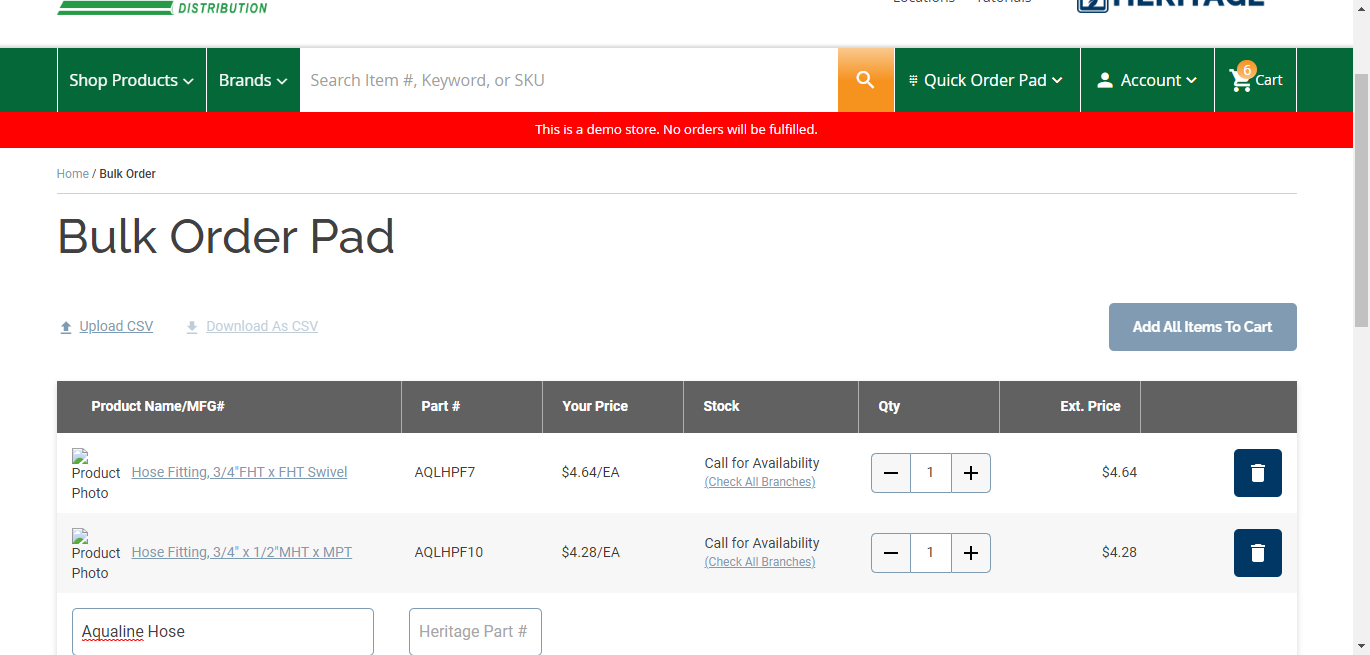 DISTRIBUTION
Locations Tutorials
HERITAGE
Shop Products Brands Search Item #, Keyword, or SKU Quick Order Pad Account 6 Cart
This is a demo store. No orders will be fulfilled.
Home / Bulk Order
Bulk Order Pad
Upload CSV Download As CSV Add All Items To Cart
Product Name/MFG# Part # Your Price Stock Qty Ext. Price
Product Photo Hose Fitting, 3/4"FHT x FHT Swivel AQLHPF7 $4.64/EA Call for Availability (Check All Branches) 1 $4.64
Product Photo Hose Fitting, 3/4" x 1/2"MHT x MPT AQLHPF10 $4.28/EA Call for Availability (Check All Branches) 1 $4.28
Aqualine Hose Heritage Part #